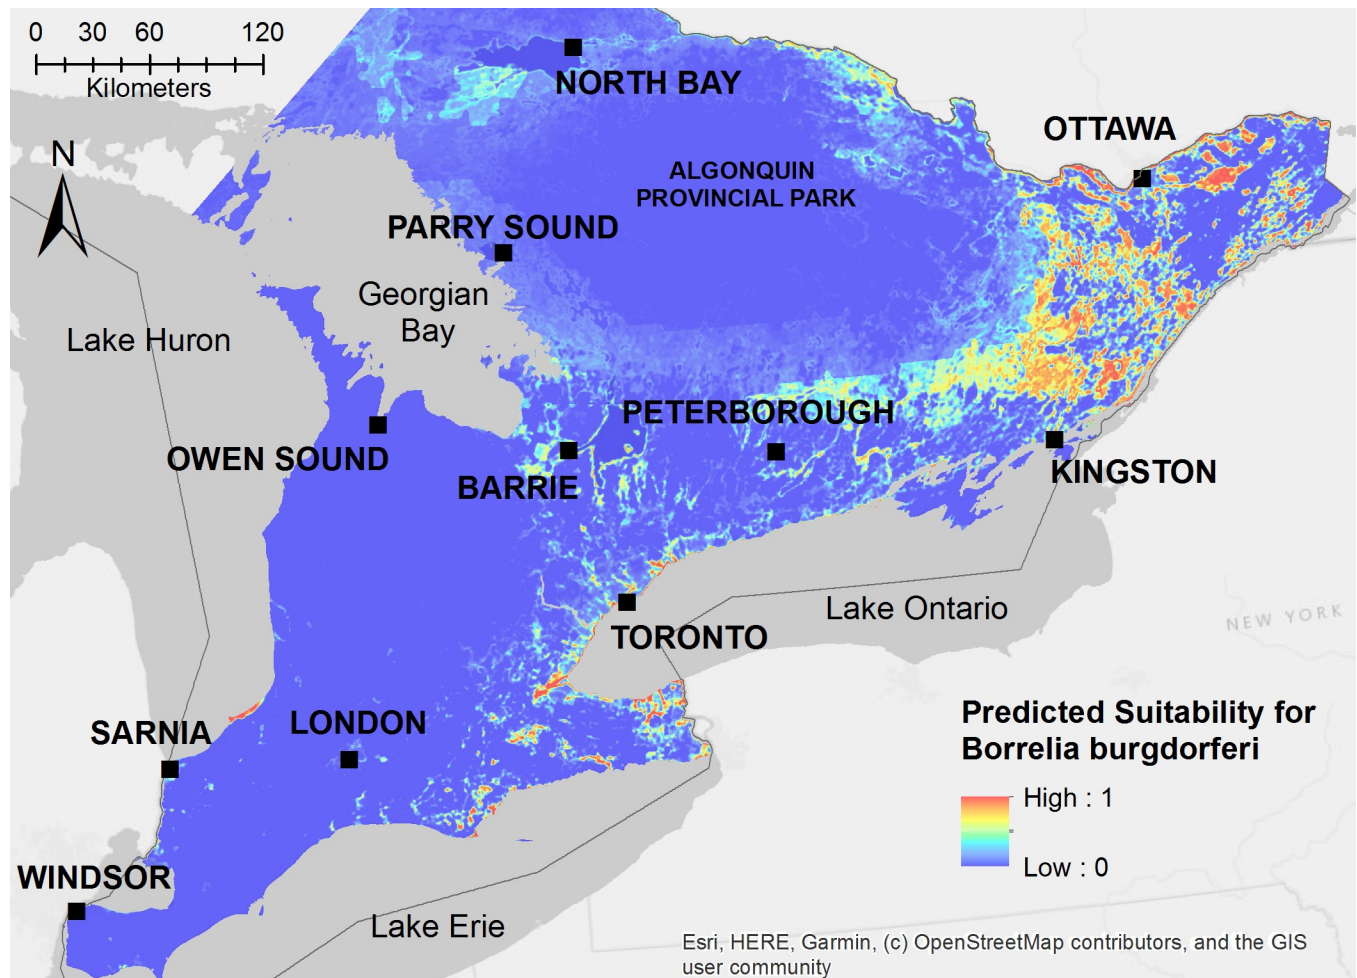 0 30 60 120
Kilometers
N
NORTH BAY
OTTAWA
ALGONQUIN
PROVINCIAL PARK
PARRY SOUND
Georgian
Bay
Lake Huron
PETERBOROUGH
OWEN SOUND
BARRIE
KINGSTON
Lake Ontario
NEW YORK
TORONTO
SARNIA
LONDON
Predicted Suitability for
Borrelia burgdorferi
High : 1
Low : 0
WINDSOR
Lake Erie
Esri, HERE, Garmin, (c) OpenStreetMap contributors, and the GIS
user community